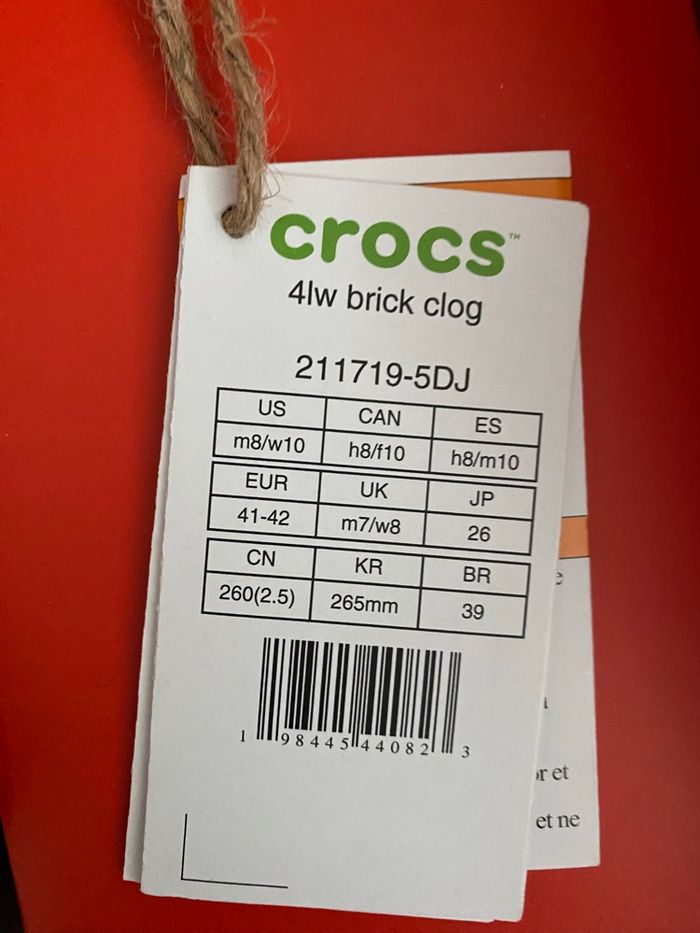 crocs™
4lw brick clog
211719-5DJ
US CAN ES
m8/w10 h8/f10 h8/m10
EUR UK JP
41-42 m7/w8 26
CN KR BR
260(2.5) 265mm 39
1 98445 44082 3
or et
et ne